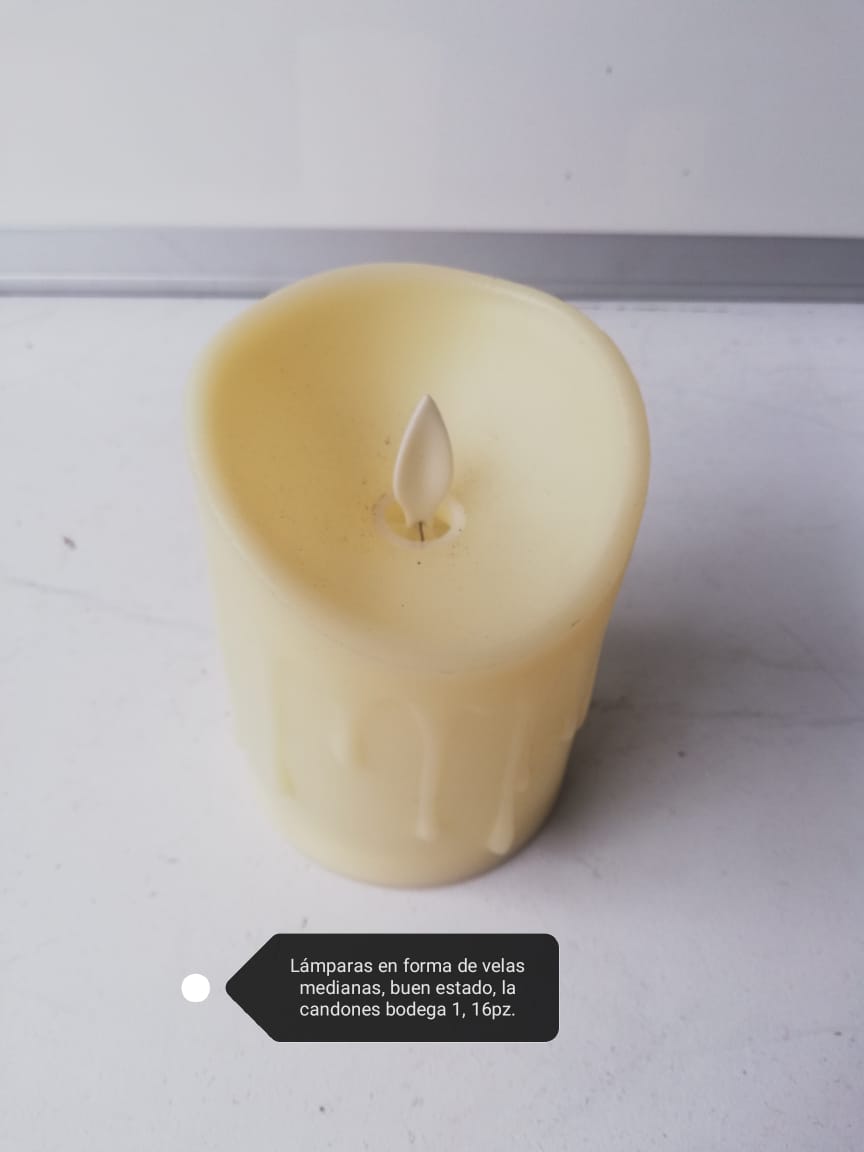 Lámparas en forma de velas
medianas, buen estado, la
candones bodega 1, 16pz.